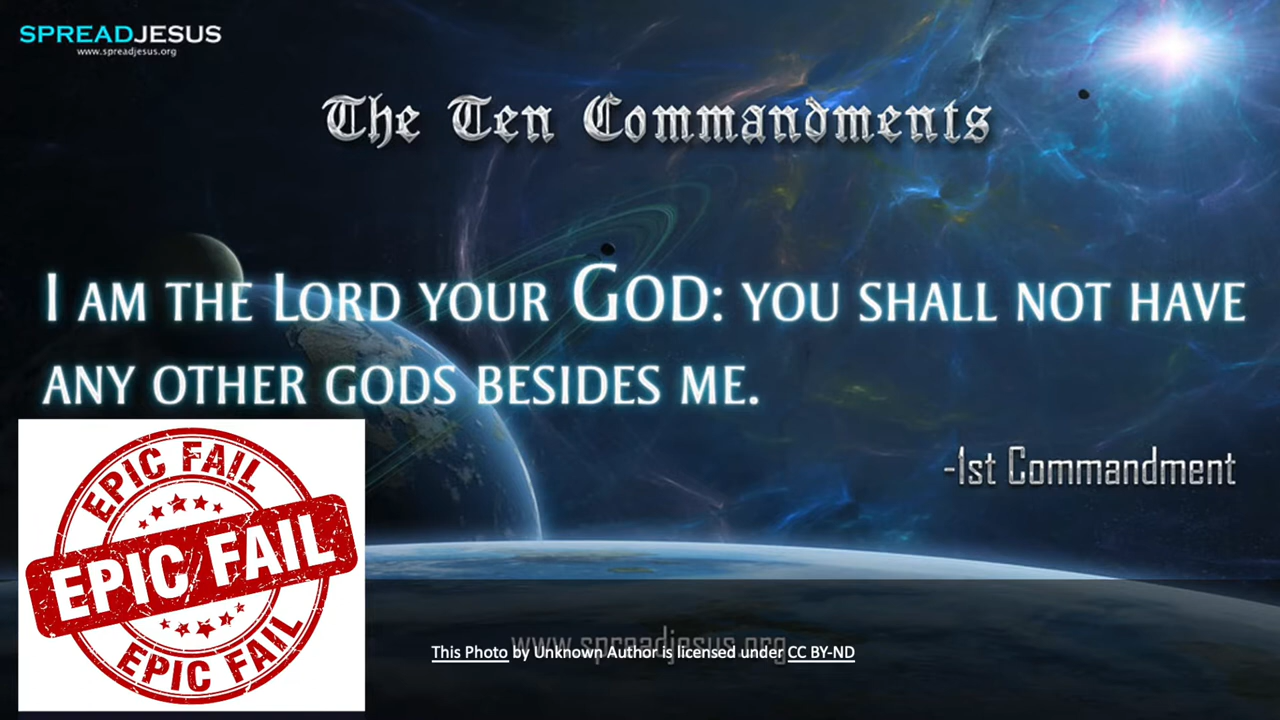 SPREADJESUS
www.spreadjesus.org
The Ten Commandments
I AM THE LORD YOUR GOD: YOU SHALL NOT HAVE
ANY OTHER GODS BESIDES ME.
-1st Commandment
EPIC FAIL
EPIC FAIL
EPIC FAIL
www.spreadjesus.org
This Photo by Unknown Author is licensed under CC BY-ND